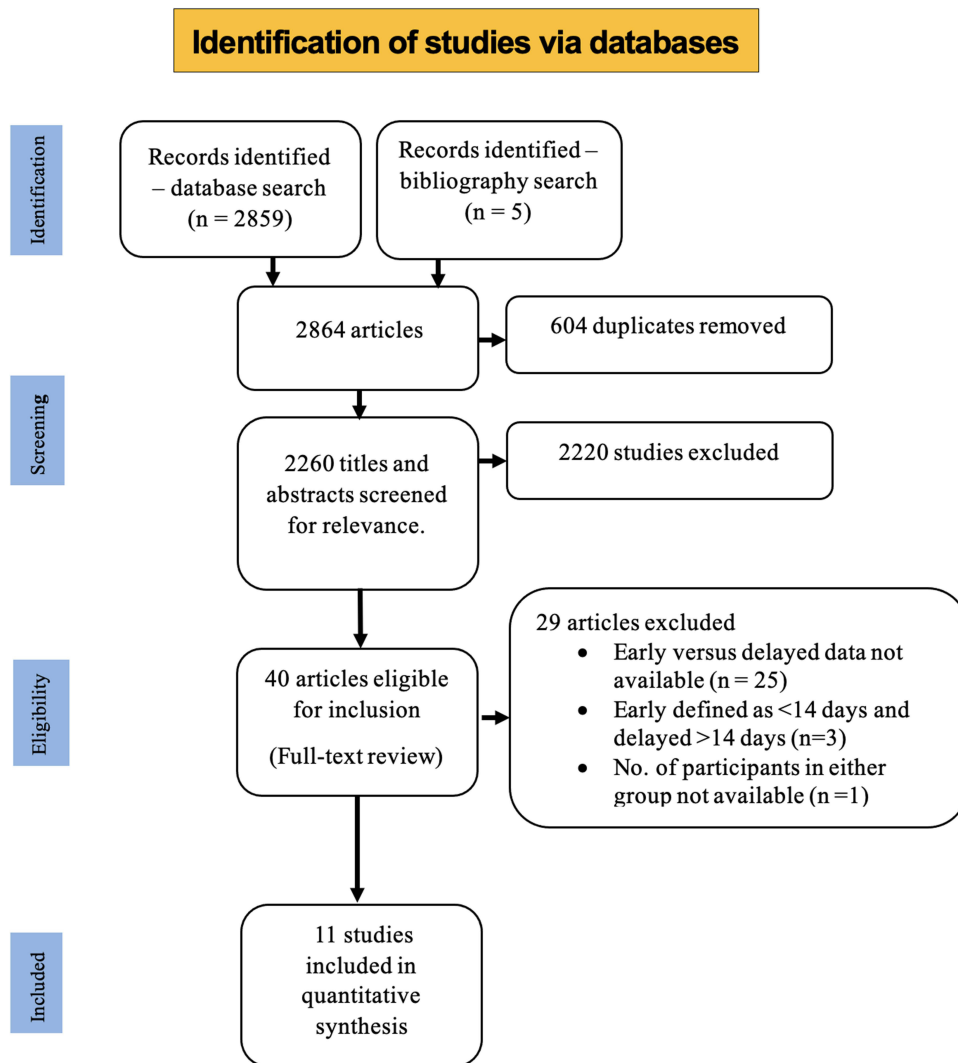 Identification of studies via databases
Identification
Records identified
– database search
(n = 2859)
Records identified –
bibliography search
(n = 5)
2864 articles
604 duplicates removed
Screening
2260 titles and
abstracts screened
for relevance.
2220 studies excluded
Eligibility
40 articles eligible
for inclusion
(Full-text review)
29 articles excluded
• Early versus delayed data not
available (n = 25)
• Early defined as <14 days and
delayed >14 days (n=3)
• No. of participants in either
group not available (n =1)
Included
11 studies
included in
quantitative
synthesis